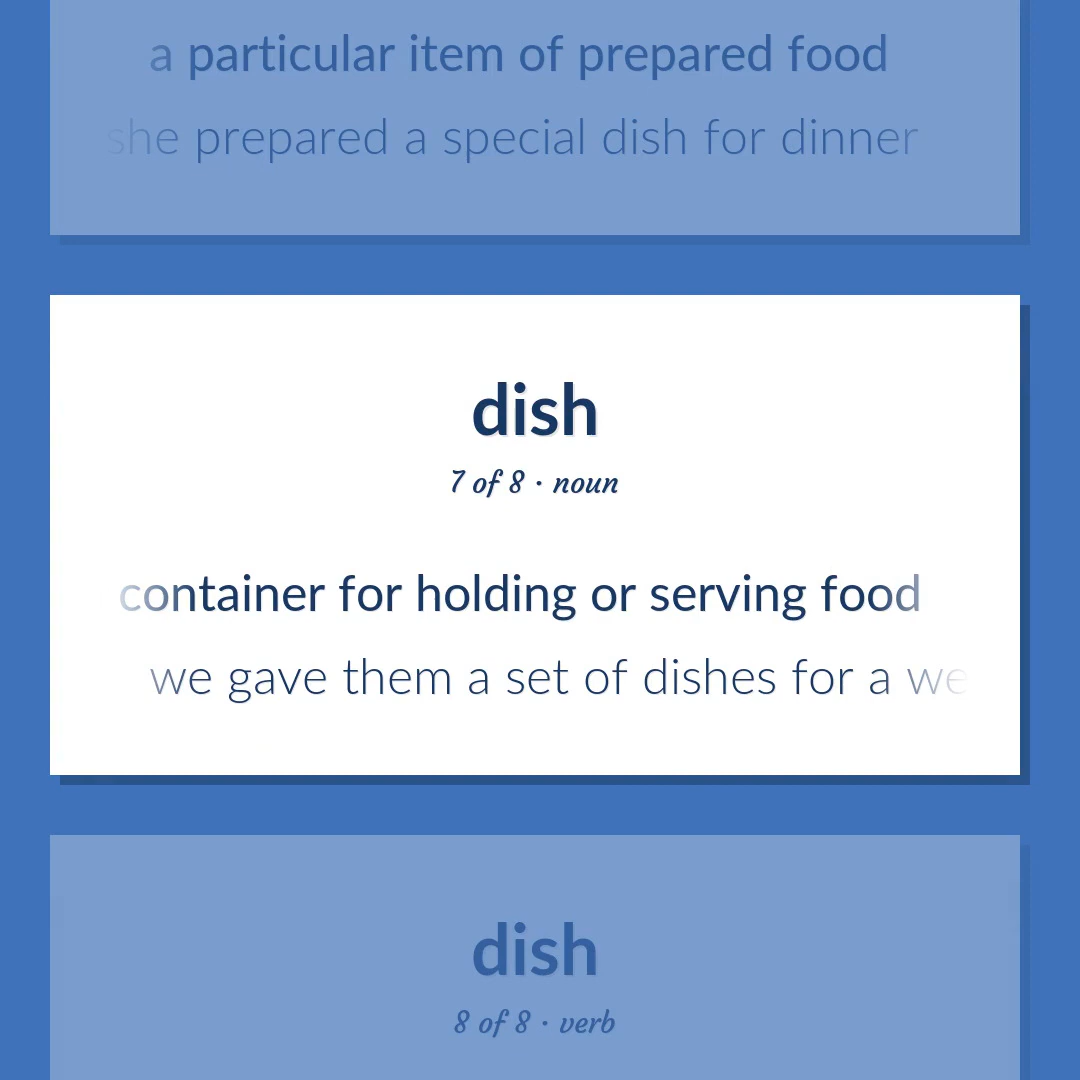 a particular item of prepared food
she prepared a special dish for dinner
dish
7 of 8 · noun
container for holding or serving food
we gave them a set of dishes for a we
dish
8 of 8 · verb